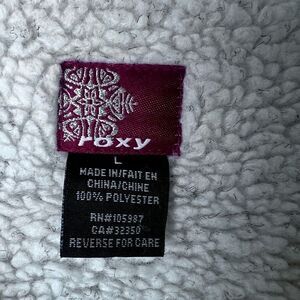 roxy
L
MADE IN/FAIT EN
CHINA/CHINE
100% POLYESTER
RN#105987
CA#32350
REVERSE FOR CARE